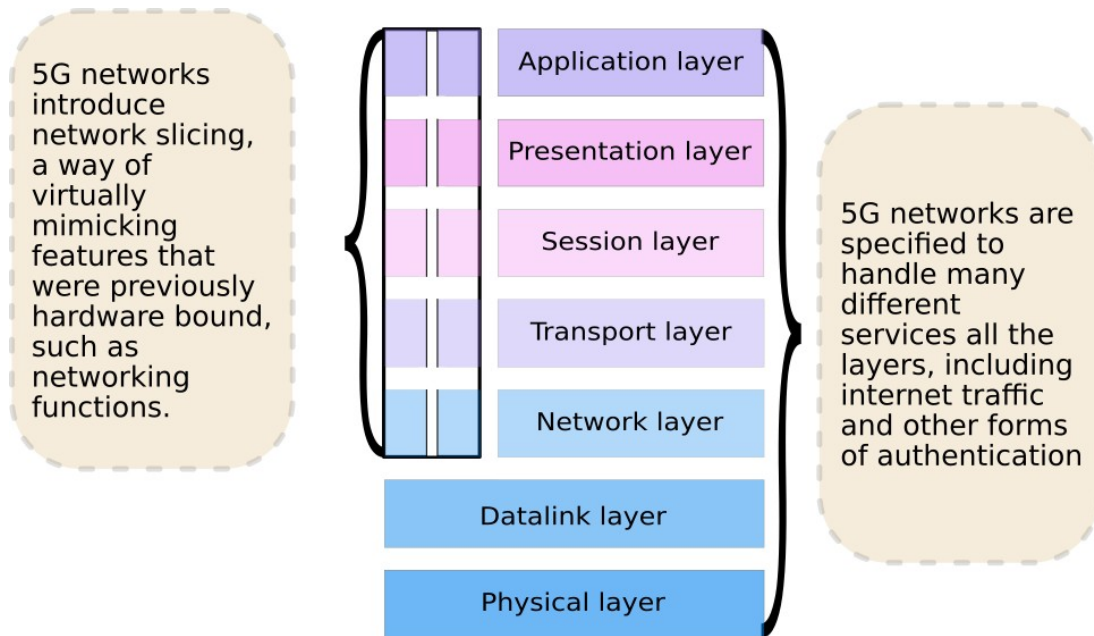 5G networks
introduce
network slicing,
a way of
virtually
mimicking
features that
were previously
hardware bound,
such as
networking
functions.
Application layer
Presentation layer
Session layer
Transport layer
Network layer
Datalink layer
Physical layer
5G networks are
specified to
handle many
different
services all the
layers, including
internet traffic
and other forms
of authentication